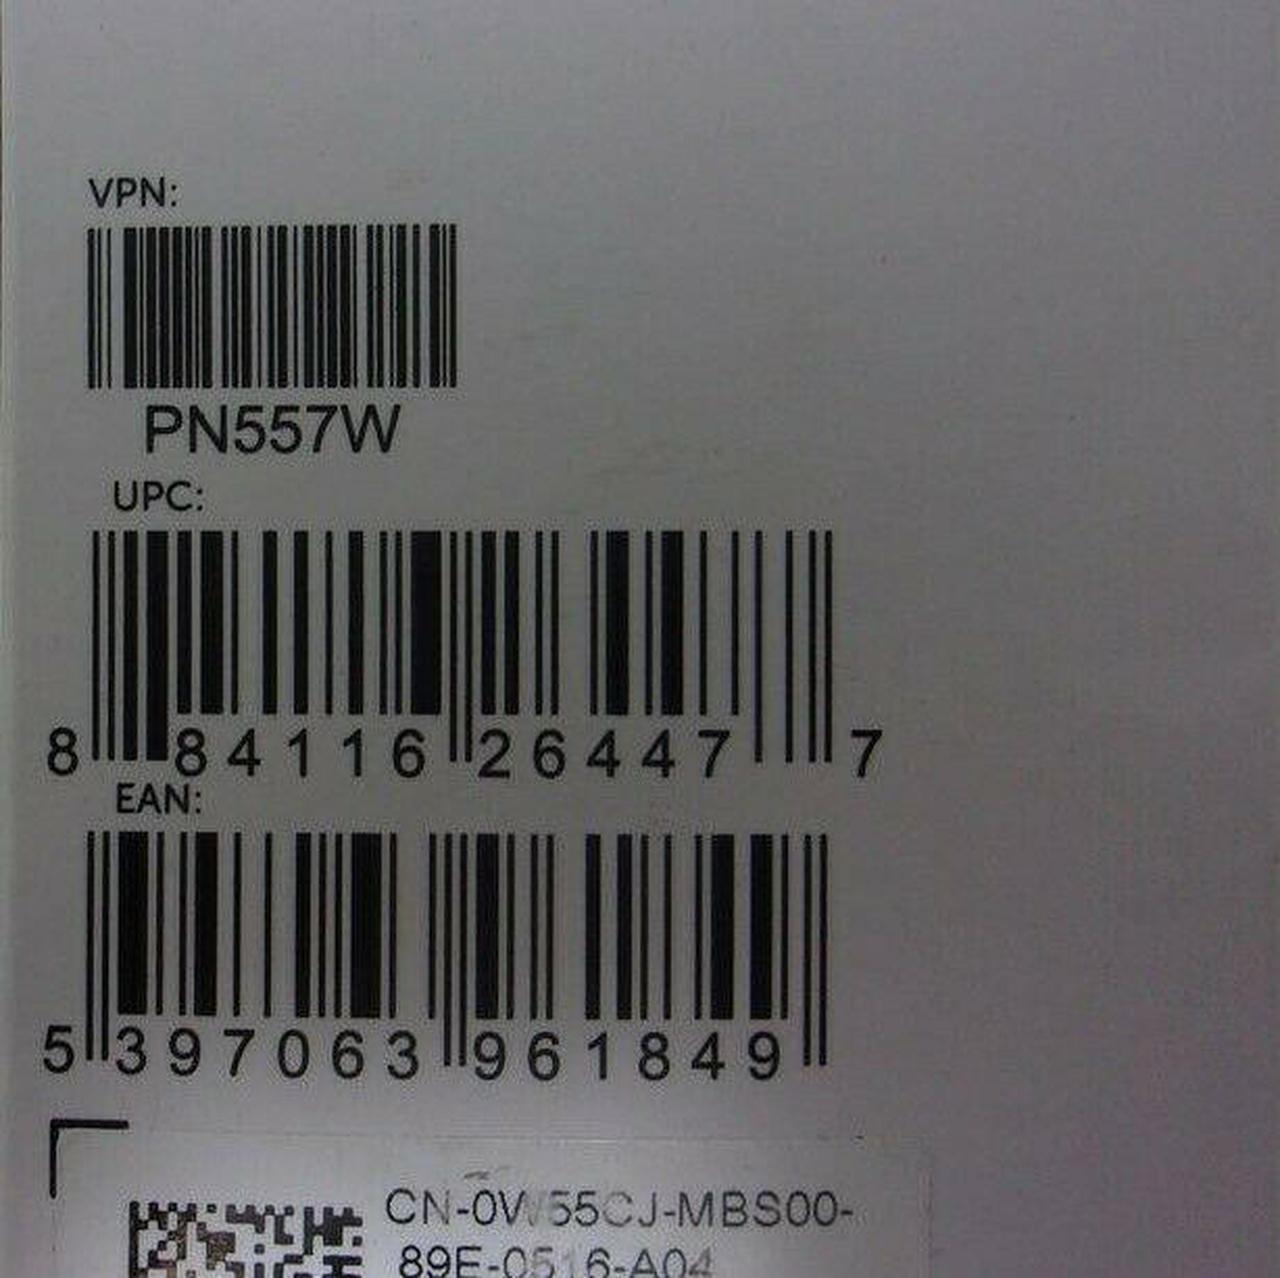 VPN:
PN557W
UPC:
8 84116 26447 7
EAN:
5 397063 961849
CN-0W55CJ-MBS00-
89E-0516-A04